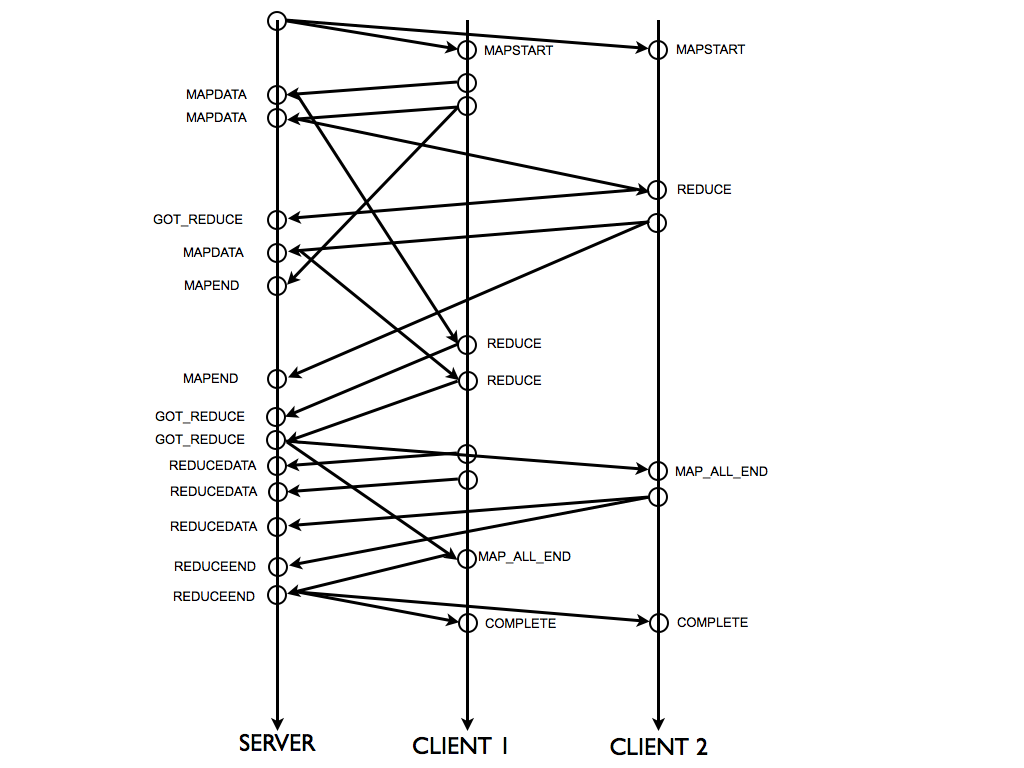 MAPSTART
MAPSTART
MAPDATA
MAPDATA
REDUCE
GOT_REDUCE
MAPDATA
MAPEND
REDUCE
MAPEND
REDUCE
GOT_REDUCE
GOT_REDUCE
REDUCEDATA
MAP_ALL_END
REDUCEDATA
REDUCEDATA
MAP_ALL_END
REDUCEEND
REDUCEEND
COMPLETE
COMPLETE
SERVER
CLIENT 1
CLIENT 2